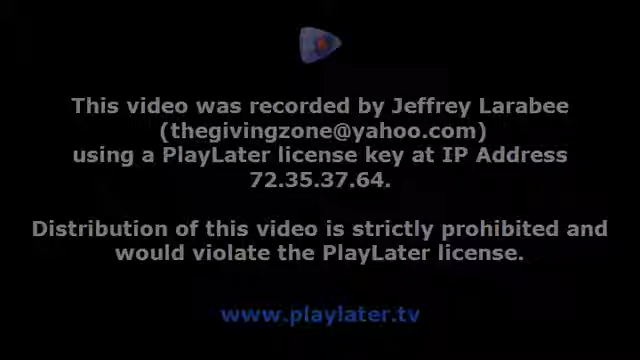 This video was recorded by Jeffrey Larabee
(thegivingzone@yahoo.com)
using a PlayLater license key at IP Address
72.35.37.64.
Distribution of this video is strictly prohibited and
would violate the PlayLater license.
www.playlater.tv